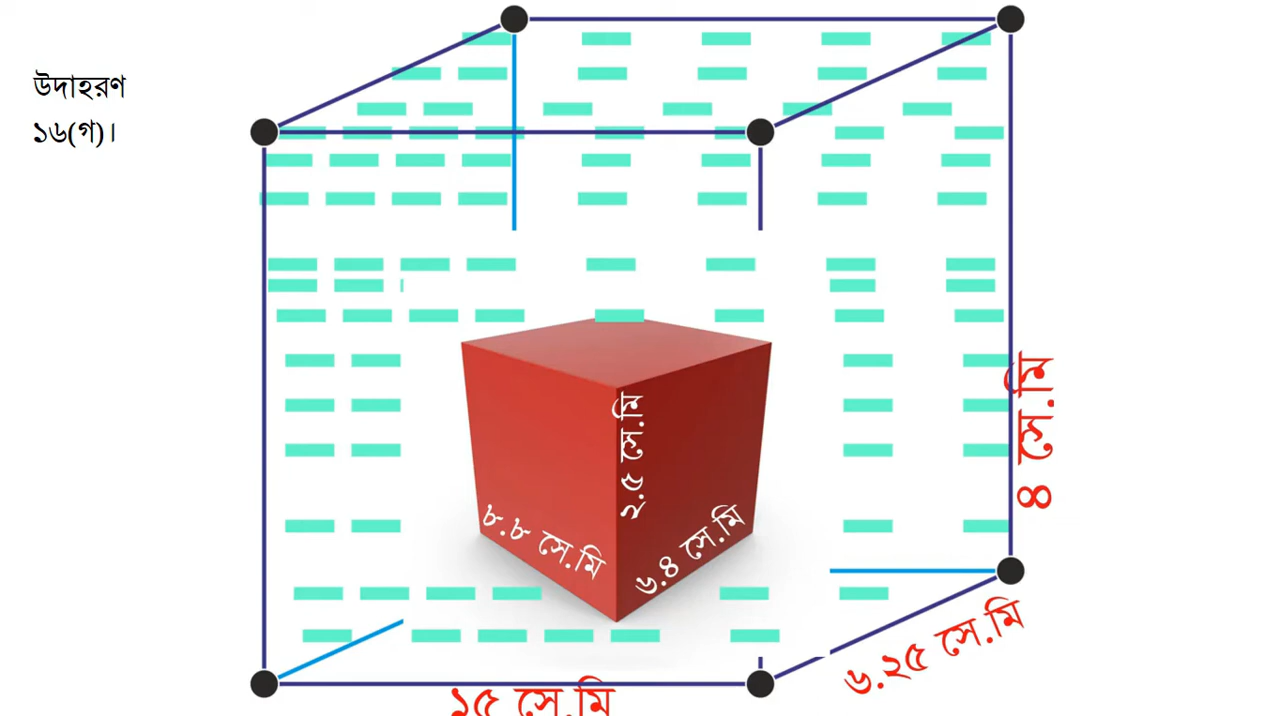 উদাহরণ
১৬(গ)।
২.৫ সে.মি
৮.৮ সে.মি
৬.৪ সে.মি
৪ সে.মি
৬.২৫ সে.মি
১৫ সে.মি